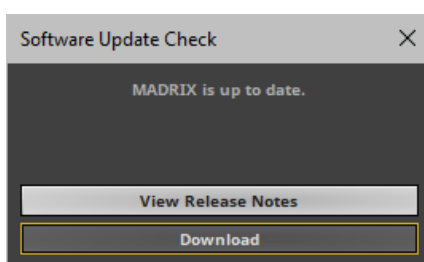 Software Update Check
MADRIX is up to date.
View Release Notes
Download